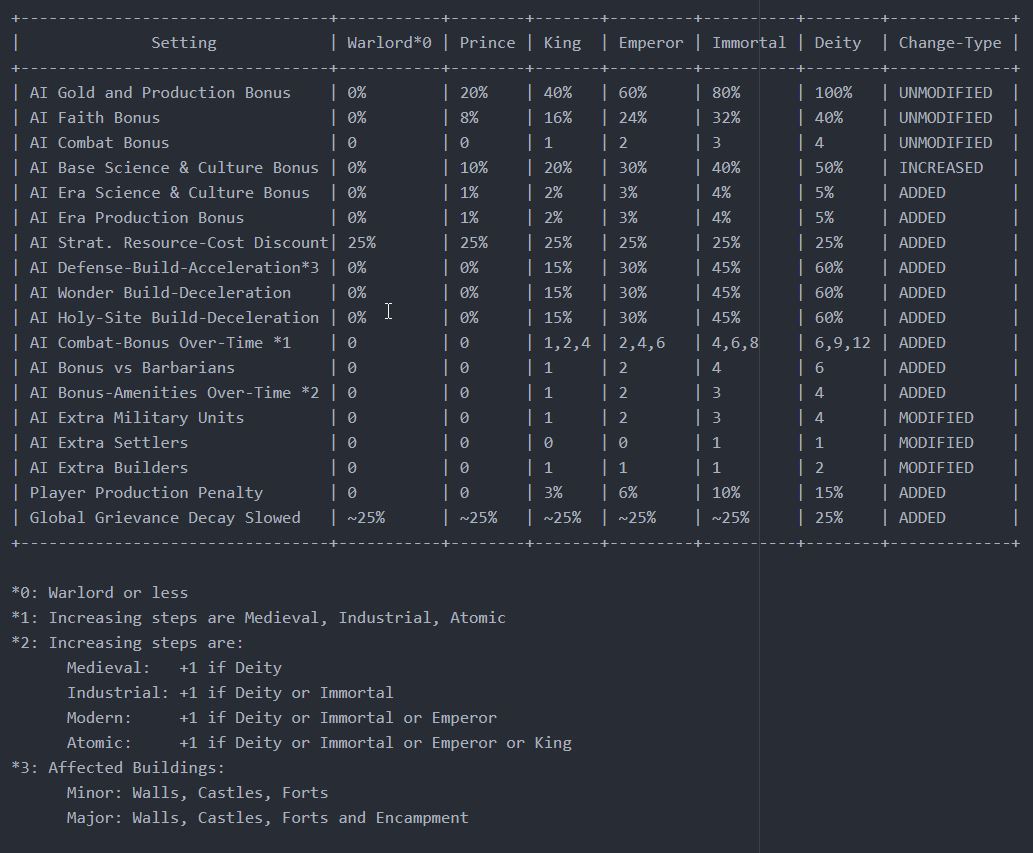 +---------------------------------+-----------+--------+-------+---------+----------+--------+-------------+
|              Setting            | Warlord*0 | Prince | King  | Emperor | Immortal | Deity  | Change-Type |
+---------------------------------+-----------+--------+-------+---------+----------+--------+-------------+
| AI Gold and Production Bonus    | 0%        | 20%    | 40%   | 60%     | 80%      | 100%   | UNMODIFIED  |
| AI Faith Bonus                  | 0%        | 8%     | 16%   | 24%     | 32%      | 40%    | UNMODIFIED  |
| AI Combat Bonus                 | 0         | 0      | 1     | 2       | 3        | 4      | UNMODIFIED  |
| AI Base Science & Culture Bonus | 0%        | 10%    | 20%   | 30%     | 40%      | 50%    | INCREASED   |
| AI Era Science & Culture Bonus  | 0%        | 1%     | 2%    | 3%      | 4%       | 5%     | ADDED       |
| AI Era Production Bonus         | 0%        | 1%     | 2%    | 3%      | 4%       | 5%     | ADDED       |
| AI Strat. Resource-Cost Discount| 25%       | 25%    | 25%   | 25%     | 25%      | 25%    | ADDED       |
| AI Defense-Build-Acceleration*3 | 0%        | 0%     | 15%   | 30%     | 45%      | 60%    | ADDED       |
| AI Wonder Build-Deceleration    | 0%        | 0%     | 15%   | 30%     | 45%      | 60%    | ADDED       |
| AI Holy-Site Build-Deceleration | 0%        | 0%     | 15%   | 30%     | 45%      | 60%    | ADDED       |
| AI Combat-Bonus Over-Time *1    | 0         | 0      | 1,2,4 | 2,4,6   | 4,6,8    | 6,9,12 | ADDED       |
| AI Bonus vs Barbarians          | 0         | 0      | 1     | 2       | 4        | 6      | ADDED       |
| AI Bonus-Amenities Over-Time *2 | 0         | 0      | 1     | 2       | 3        | 4      | ADDED       |
| AI Extra Military Units         | 0         | 0      | 1     | 2       | 3        | 4      | MODIFIED    |
| AI Extra Settlers               | 0         | 0      | 0     | 0       | 1        | 1      | MODIFIED    |
| AI Extra Builders               | 0         | 0      | 1     | 1       | 1        | 2      | MODIFIED    |
| Player Production Penalty       | 0         | 0      | 3%    | 6%      | 10%      | 15%    | ADDED       |
| Global Grievance Decay Slowed   | ~25%      | ~25%   | ~25%  | ~25%    | ~25%     | 25%    | ADDED       |
+---------------------------------+-----------+--------+-------+---------+----------+--------+-------------+
*0: Warlord or less
*1: Increasing steps are Medieval, Industrial, Atomic
*2: Increasing steps are:
      Medieval:   +1 if Deity
      Industrial: +1 if Deity or Immortal
      Modern:     +1 if Deity or Immortal or Emperor
      Atomic:     +1 if Deity or Immortal or Emperor or King
*3: Affected Buildings:
      Minor: Walls, Castles, Forts
      Major: Walls, Castles, Forts and Encampment